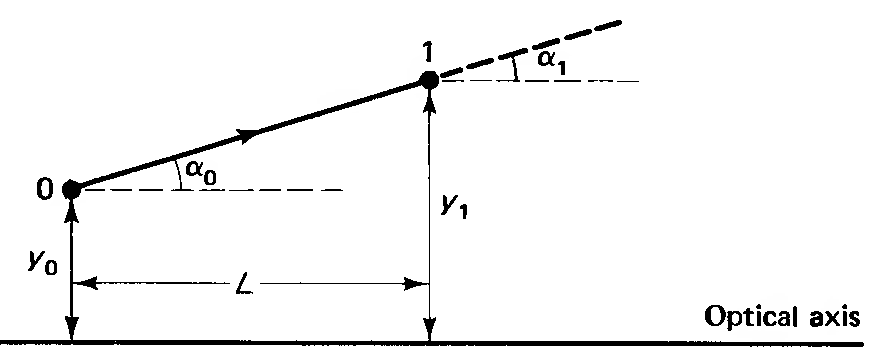 1
α₁
0
α₀
y₁
y₀
L
Optical axis